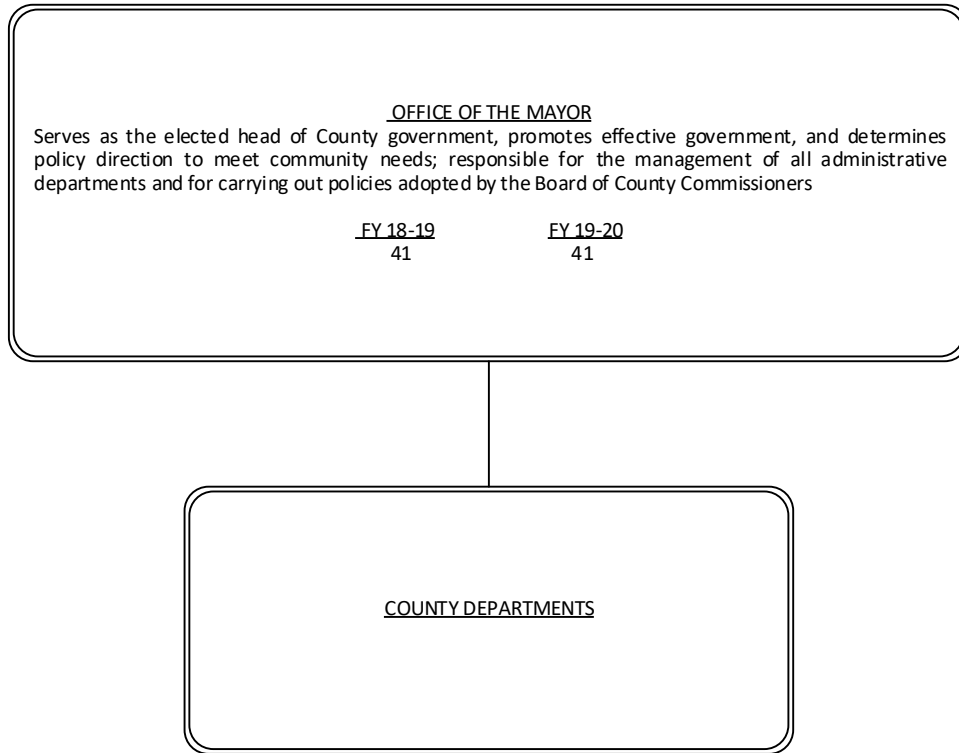 OFFICE OF THE MAYOR
Serves as the elected head of County government, promotes effective government, and determines
policy direction to meet community needs; responsible for the management of all administrative
departments and for carrying out policies adopted by the Board of County Commissioners
FY 18-19 FY 19-20
41 41
COUNTY DEPARTMENTS